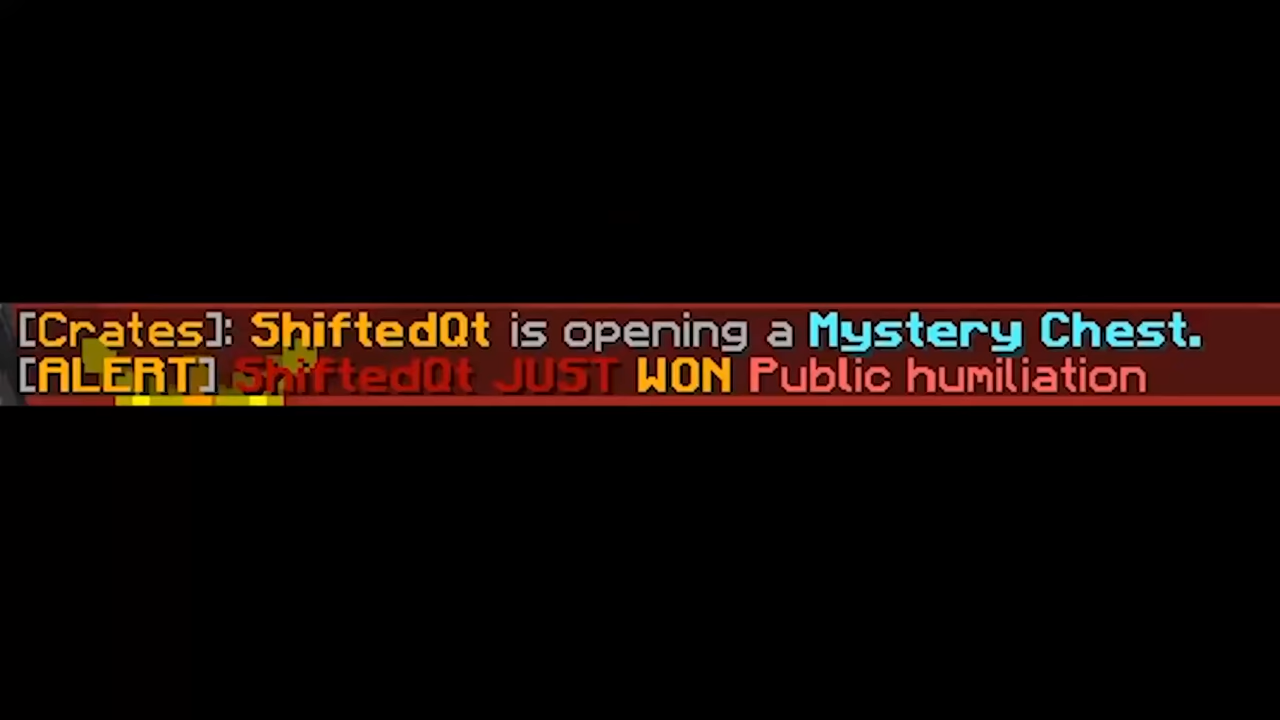 [Crates]: ShiftedQt is opening a Mystery Chest.
[ALERT] ShiftedQt JUST WON Public humiliation